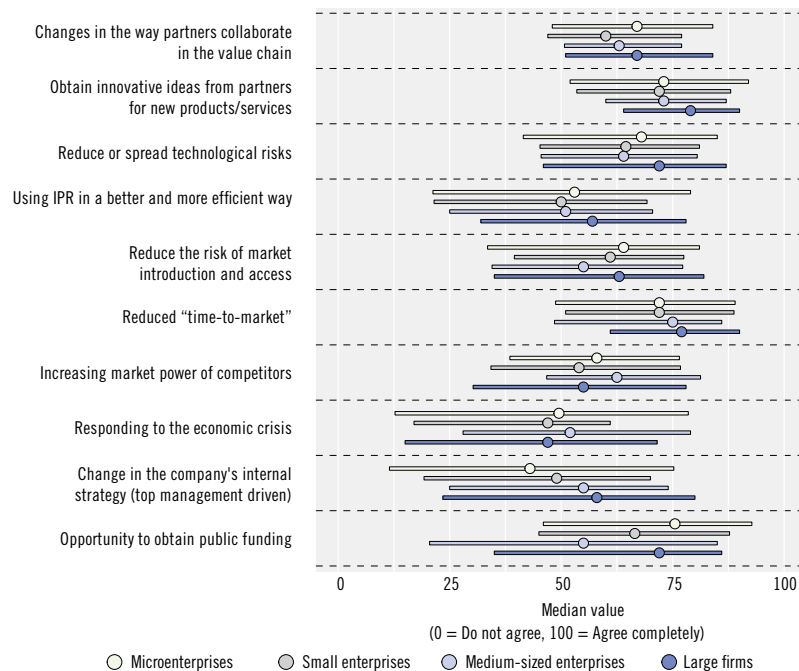 Changes in the way partners collaborate
in the value chain
Obtain innovative ideas from partners
for new products/services
Reduce or spread technological risks
Using IPR in a better and more efficient way
Reduce the risk of market
introduction and access
Reduced “time-to-market”
Increasing market power of competitors
Responding to the economic crisis
Change in the company's internal
strategy (top management driven)
Opportunity to obtain public funding
0 25 50 75 100
Median value
(0 = Do not agree, 100 = Agree completely)
Microenterprises Small enterprises Medium-sized enterprises Large firms